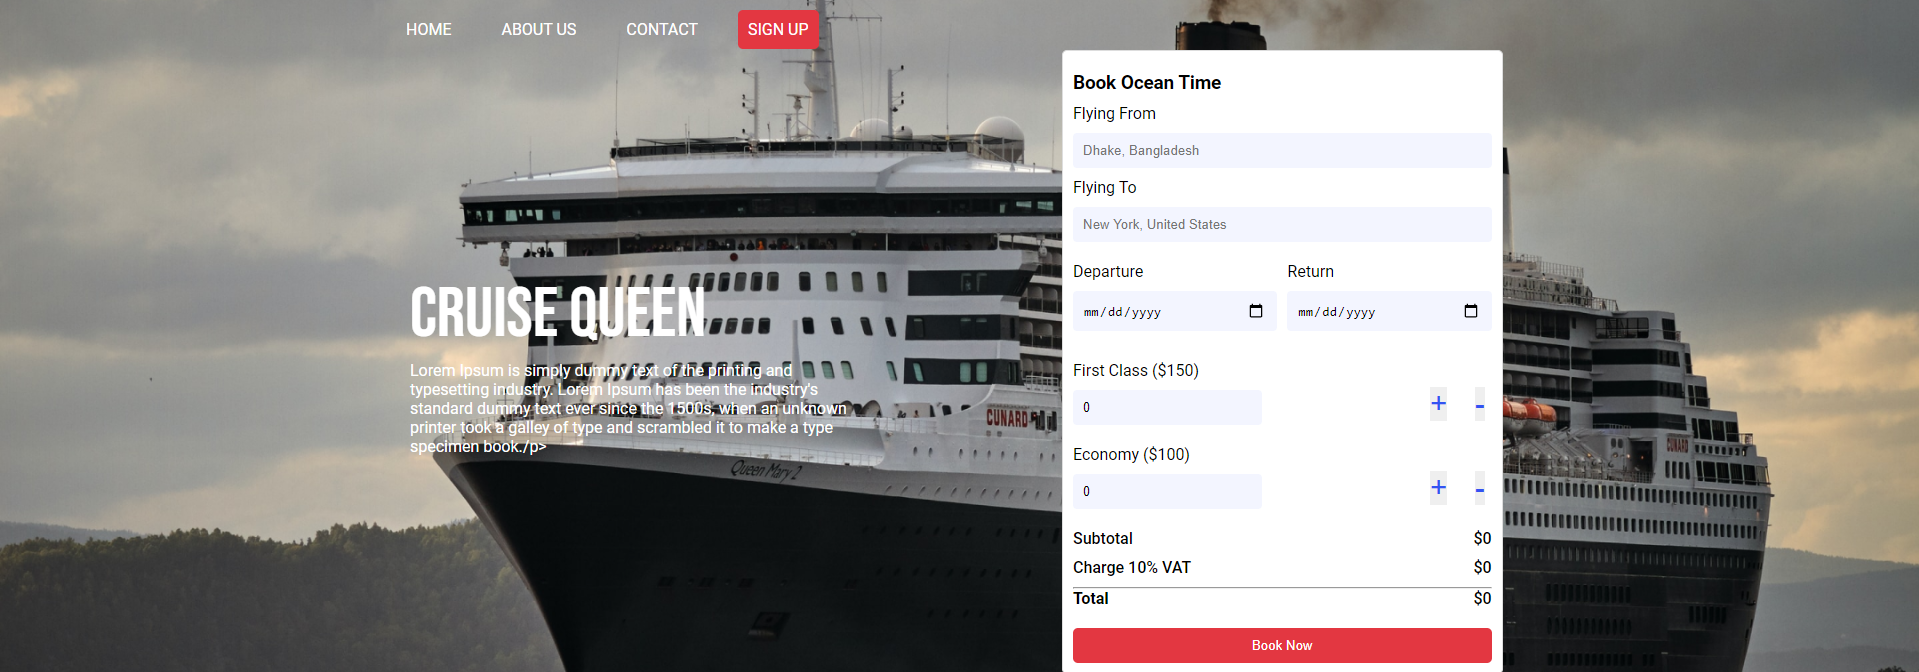 HOME ABOUT US CONTACT SIGN UP
Book Ocean Time
Flying From
Dhake, Bangladesh
Flying To
New York, United States
Departure Return
mm/dd/yyyy mm/dd/yyyy
CRUISE QUEEN
Lorem Ipsum is simply dummy text of the printing and
typesetting industry. Lorem Ipsum has been the industry's
standard dummy text ever since the 1500s, when an unknown
printer took a galley of type and scrambled it to make a type
specimen book./p>
First Class ($150)
0 + -
Economy ($100)
0 + -
Subtotal $0
Charge 10% VAT $0
Total $0
Book Now
CUNARD
Queen Mary 2
CUNARD